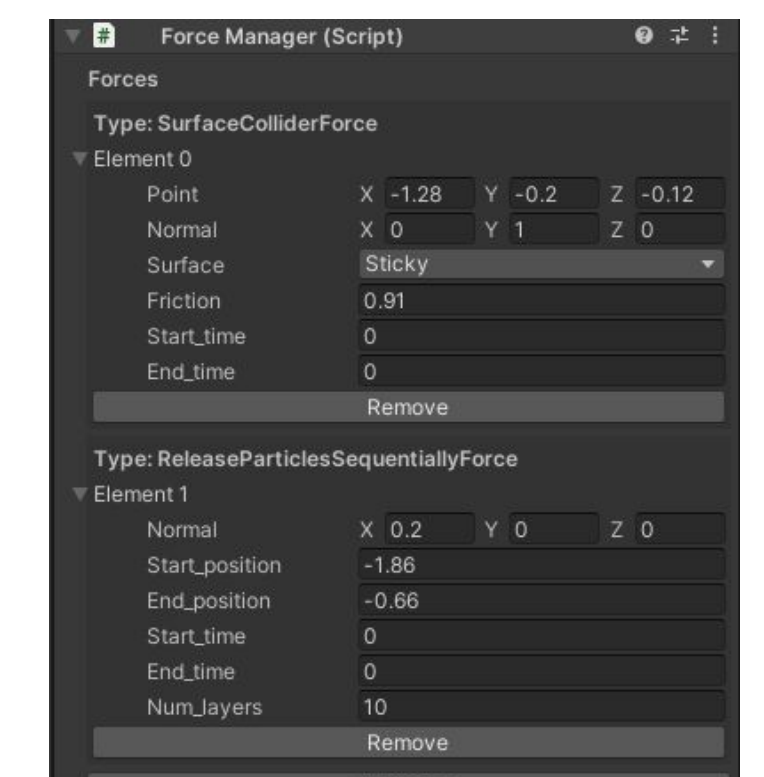 # Force Manager (Script)
Forces
Type: SurfaceColliderForce
Element 0
Point X -1.28 Y -0.2 Z -0.12
Normal X 0 Y 1 Z 0
Surface Sticky
Friction 0.91
Start_time 0
End_time 0
Remove
Type: ReleaseParticlesSequentiallyForce
Element 1
Normal X 0.2 Y 0 Z 0
Start_position -1.86
End_position -0.66
Start_time 0
End_time 0
Num_layers 10
Remove